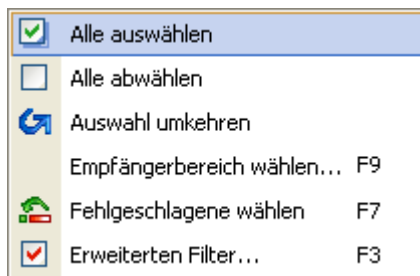 Alle auswählen
Alle abwählen
Auswahl umkehren
Empfängerbereich wählen... F9
Fehlgeschlagene wählen F7
Erweiterten Filter... F3